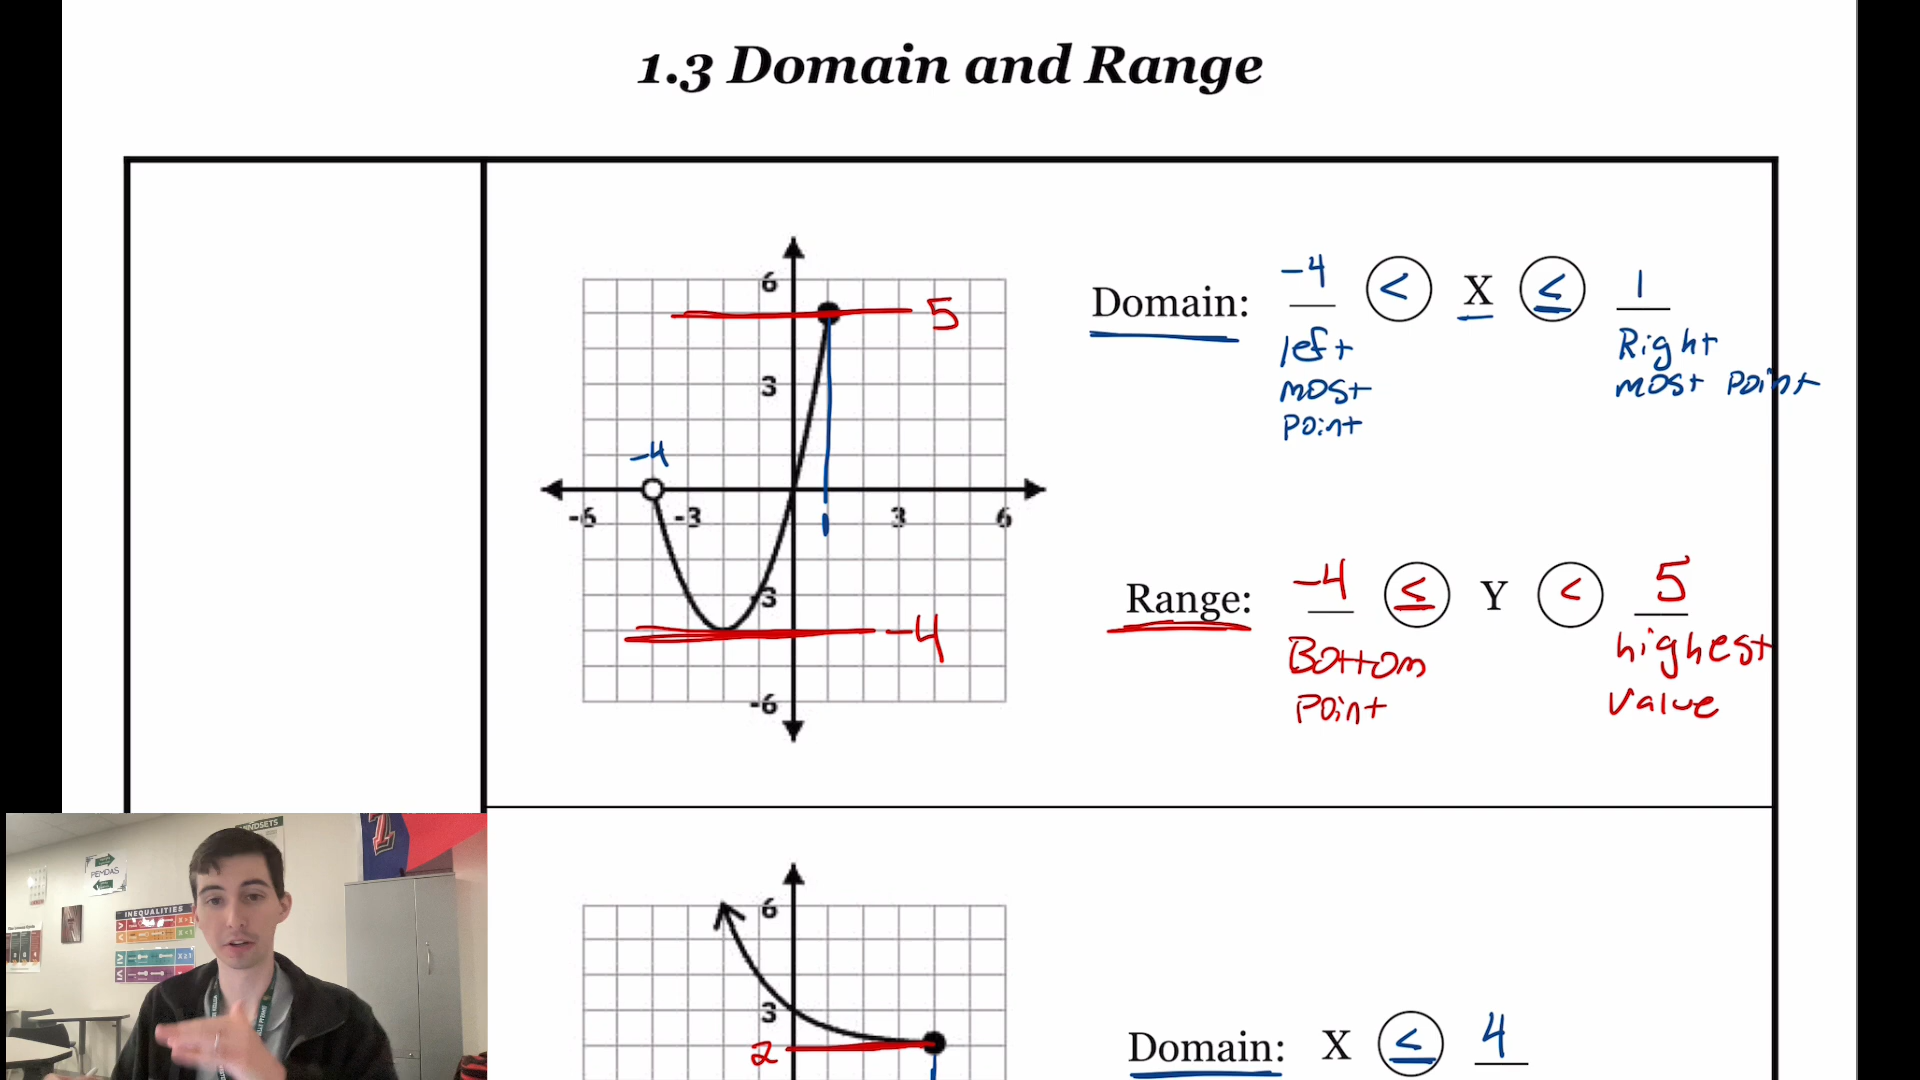 1.3 Domain and Range
6
5
3
-4
-6
-3
3
6
1
-3
-4
-6
Domain: -4 < X ≤ 1
left
most
point
Right
most point
Range: -4 ≤ Y < 5
Bottom
point
highest
value
MINDSETS
PEMDAS
INEQUALITIES
6
3
2
Domain: X ≤ 4